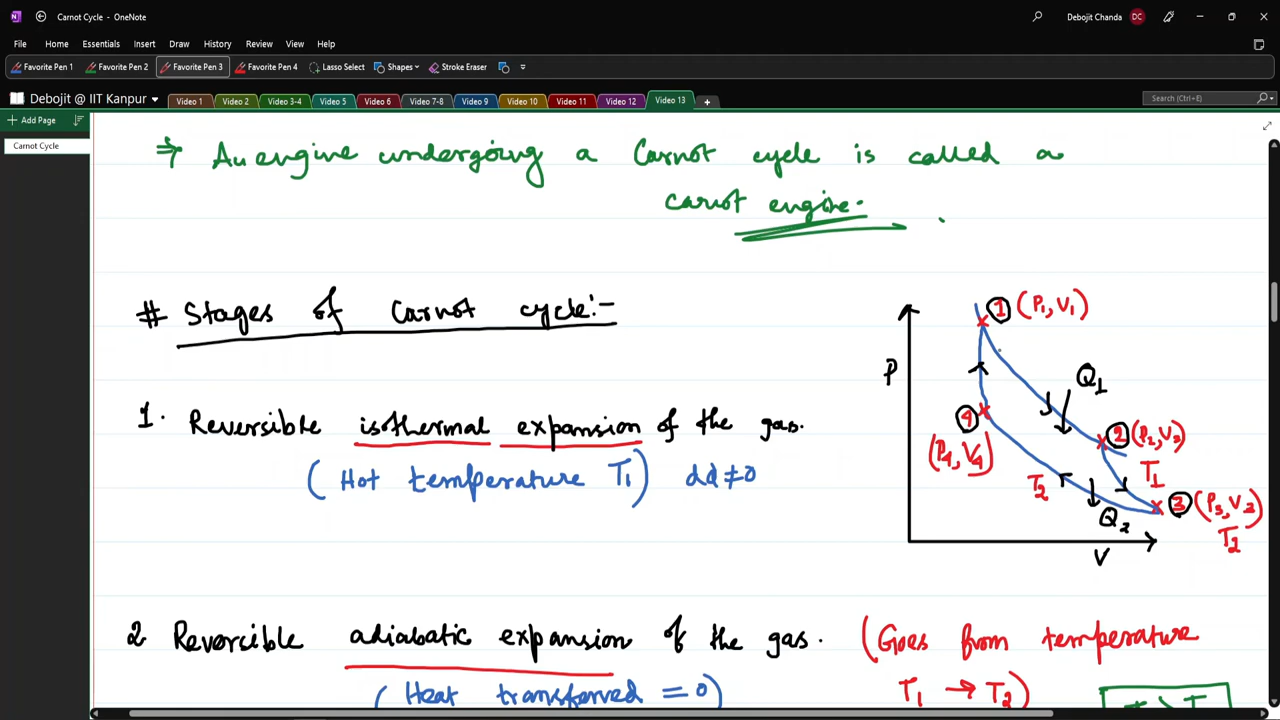 Carnot Cycle - OneNote
Debojit Chanda DC
File Home Essentials Insert Draw History Review View Help
Favorite Pen 1 Favorite Pen 2 Favorite Pen 3 Favorite Pen 4 Lasso Select Shapes Stroke Eraser
Debojit @ IIT Kanpur Video 1 Video 2 Video 3-4 Video 5 Video 6 Video 7-8 Video 9 Video 10 Video 11 Video 12 Video 13 + Search (Ctrl+E)
+ Add Page
Carnot Cycle
⇒ An engine undergoing a Carnot cycle is called a
carnot engine.
# Stages of Carnot cycle:-
1. Reversible isothermal expansion of the gas.
(Hot temperature T₁) dQ≠0
P
1 (P₁, V₁)
Q₁
4 (P₄, V₄)
2 (P₂, V₂)
T₁
T₂
3 (P₃, V₃)
T₂
Q₂
V
2 Reversible adiabatic expansion of the gas. (Goes from temperature
(Heat transferred = 0) T₁ → T₂)